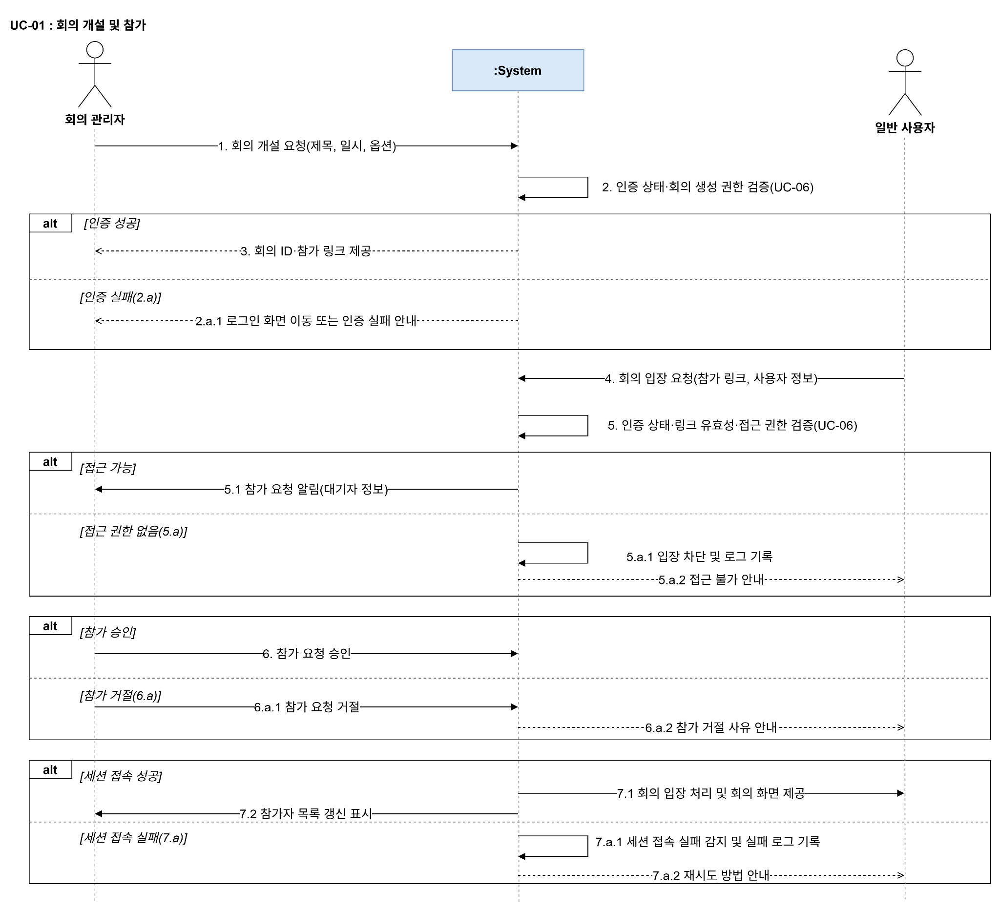 UC-01 : 회의 개설 및 참가
:System
회의 관리자
일반 사용자
1. 회의 개설 요청(제목, 일시, 옵션)
2. 인증 상태·회의 생성 권한 검증(UC-06)
alt
[인증 성공]
3. 회의 ID·참가 링크 제공
[인증 실패(2.a)]
2.a.1 로그인 화면 이동 또는 인증 실패 안내
4. 회의 입장 요청(참가 링크, 사용자 정보)
5. 인증 상태·링크 유효성·접근 권한 검증(UC-06)
alt
[접근 가능]
5.1 참가 요청 알림(대기자 정보)
[접근 권한 없음(5.a)]
5.a.1 입장 차단 및 로그 기록
5.a.2 접근 불가 안내
alt
[참가 승인]
6. 참가 요청 승인
[참가 거절(6.a)]
6.a.1 참가 요청 거절
6.a.2 참가 거절 사유 안내
alt
[세션 접속 성공]
7.1 회의 입장 처리 및 회의 화면 제공
7.2 참가자 목록 갱신 표시
[세션 접속 실패(7.a)]
7.a.1 세션 접속 실패 감지 및 실패 로그 기록
7.a.2 재시도 방법 안내